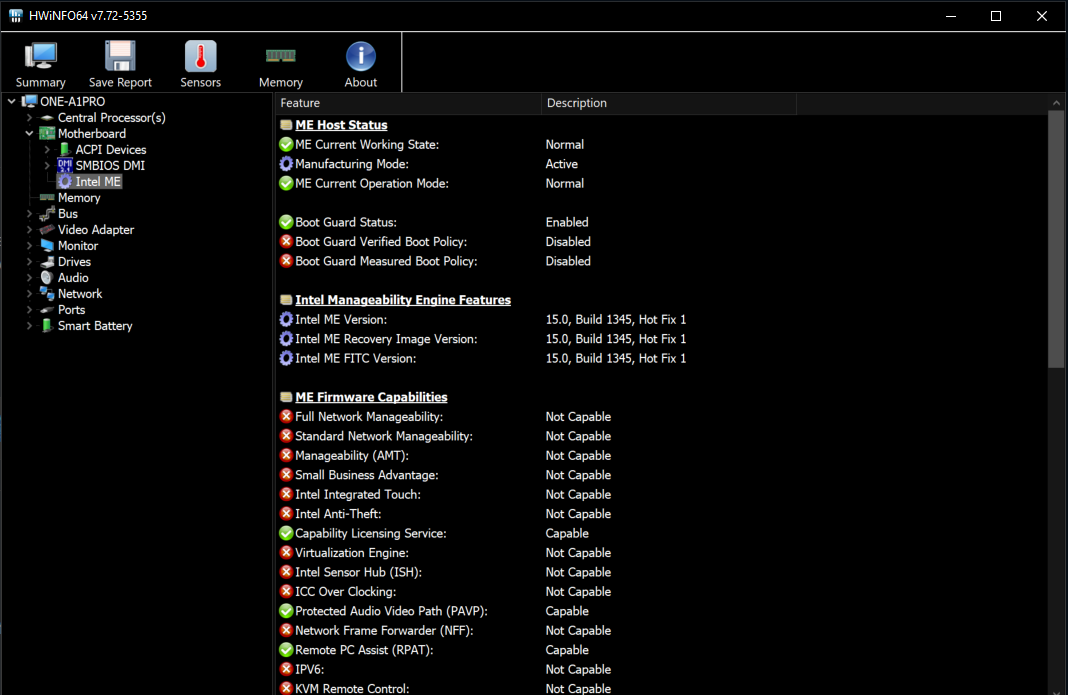 HWiNFO64 v7.72-5355
Summary Save Report Sensors Memory About
ONE-A1PRO
Central Processor(s)
Motherboard
ACPI Devices
SMBIOS DMI
Intel ME
Memory
Bus
Video Adapter
Monitor
Drives
Audio
Network
Ports
Smart Battery
Feature Description
ME Host Status
ME Current Working State: Normal
Manufacturing Mode: Active
ME Current Operation Mode: Normal
Boot Guard Status: Enabled
Boot Guard Verified Boot Policy: Disabled
Boot Guard Measured Boot Policy: Disabled
Intel Manageability Engine Features
Intel ME Version: 15.0, Build 1345, Hot Fix 1
Intel ME Recovery Image Version: 15.0, Build 1345, Hot Fix 1
Intel ME FITC Version: 15.0, Build 1345, Hot Fix 1
ME Firmware Capabilities
Full Network Manageability: Not Capable
Standard Network Manageability: Not Capable
Manageability (AMT): Not Capable
Small Business Advantage: Not Capable
Intel Integrated Touch: Not Capable
Intel Anti-Theft: Not Capable
Capability Licensing Service: Capable
Virtualization Engine: Not Capable
Intel Sensor Hub (ISH): Not Capable
ICC Over Clocking: Not Capable
Protected Audio Video Path (PAVP): Capable
Network Frame Forwarder (NFF): Not Capable
Remote PC Assist (RPAT): Capable
IPV6: Not Capable
KVM Remote Control: Not Capable